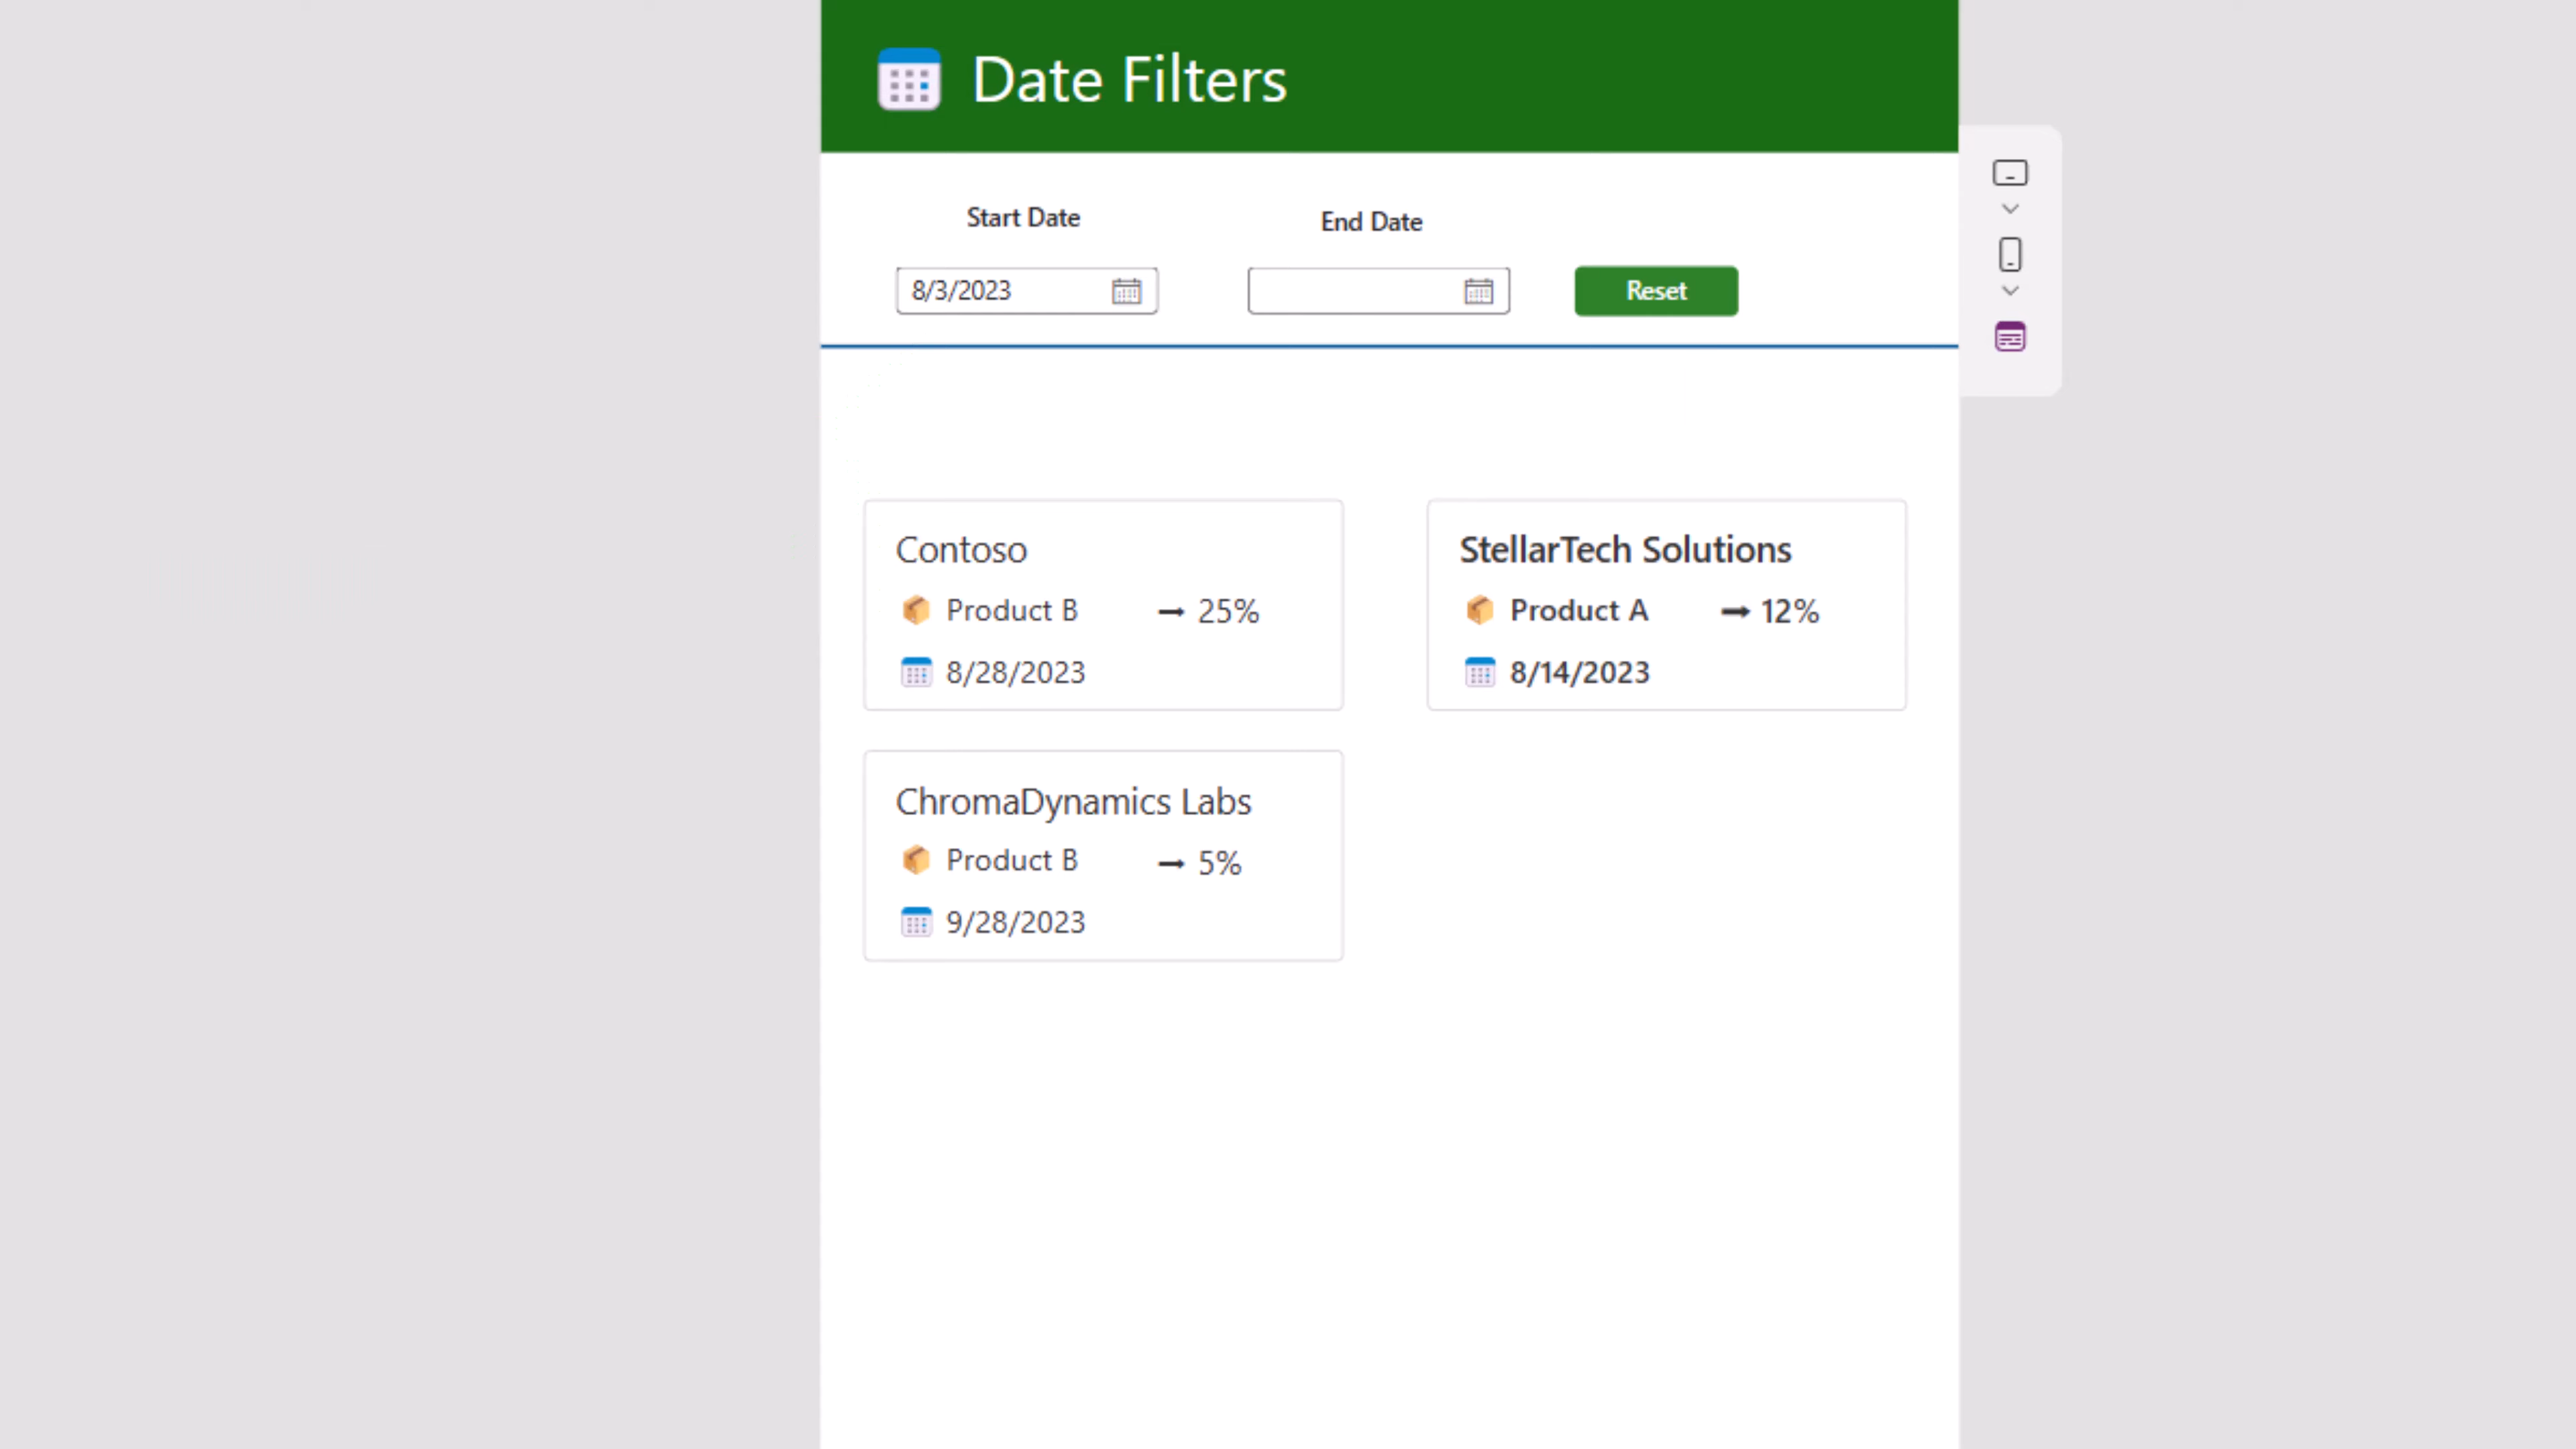 Date Filters
Start Date
End Date
8/3/2023
Reset
Contoso
Product B → 25%
8/28/2023
StellarTech Solutions
Product A → 12%
8/14/2023
ChromaDynamics Labs
Product B → 5%
9/28/2023